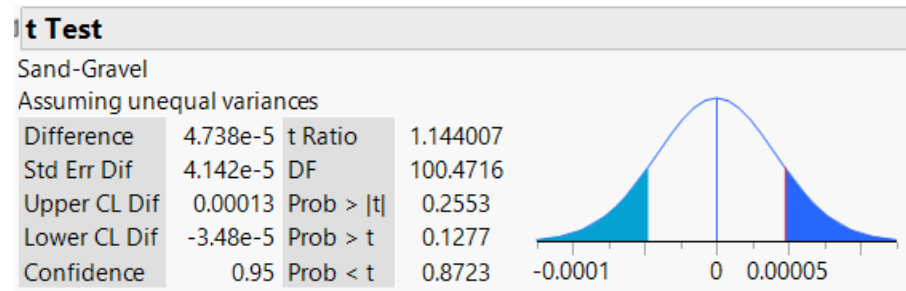 t Test
Sand-Gravel
Assuming unequal variances
Difference 4.738e-5 t Ratio 1.144007
Std Err Dif 4.142e-5 DF 100.4716
Upper CL Dif 0.00013 Prob > |t| 0.2553
Lower CL Dif -3.48e-5 Prob > t 0.1277
Confidence 0.95 Prob < t 0.8723
-0.0001 0 0.00005